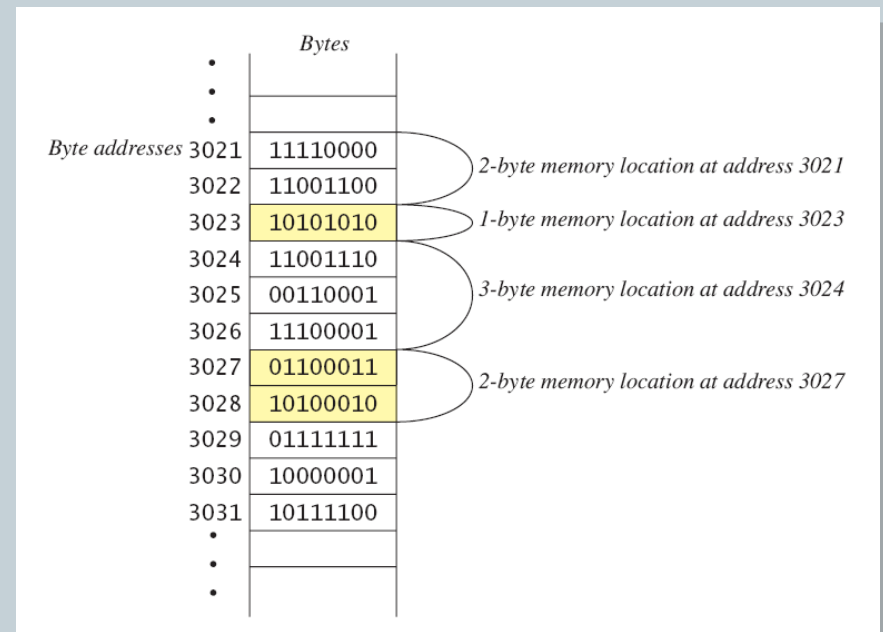 Bytes
Byte addresses 3021 11110000
2-byte memory location at address 3021
3022 11001100
3023 10101010
1-byte memory location at address 3023
3024 11001110
3025 00110001
3-byte memory location at address 3024
3026 11100001
3027 01100011
2-byte memory location at address 3027
3028 10100010
3029 01111111
3030 10000001
3031 10111100